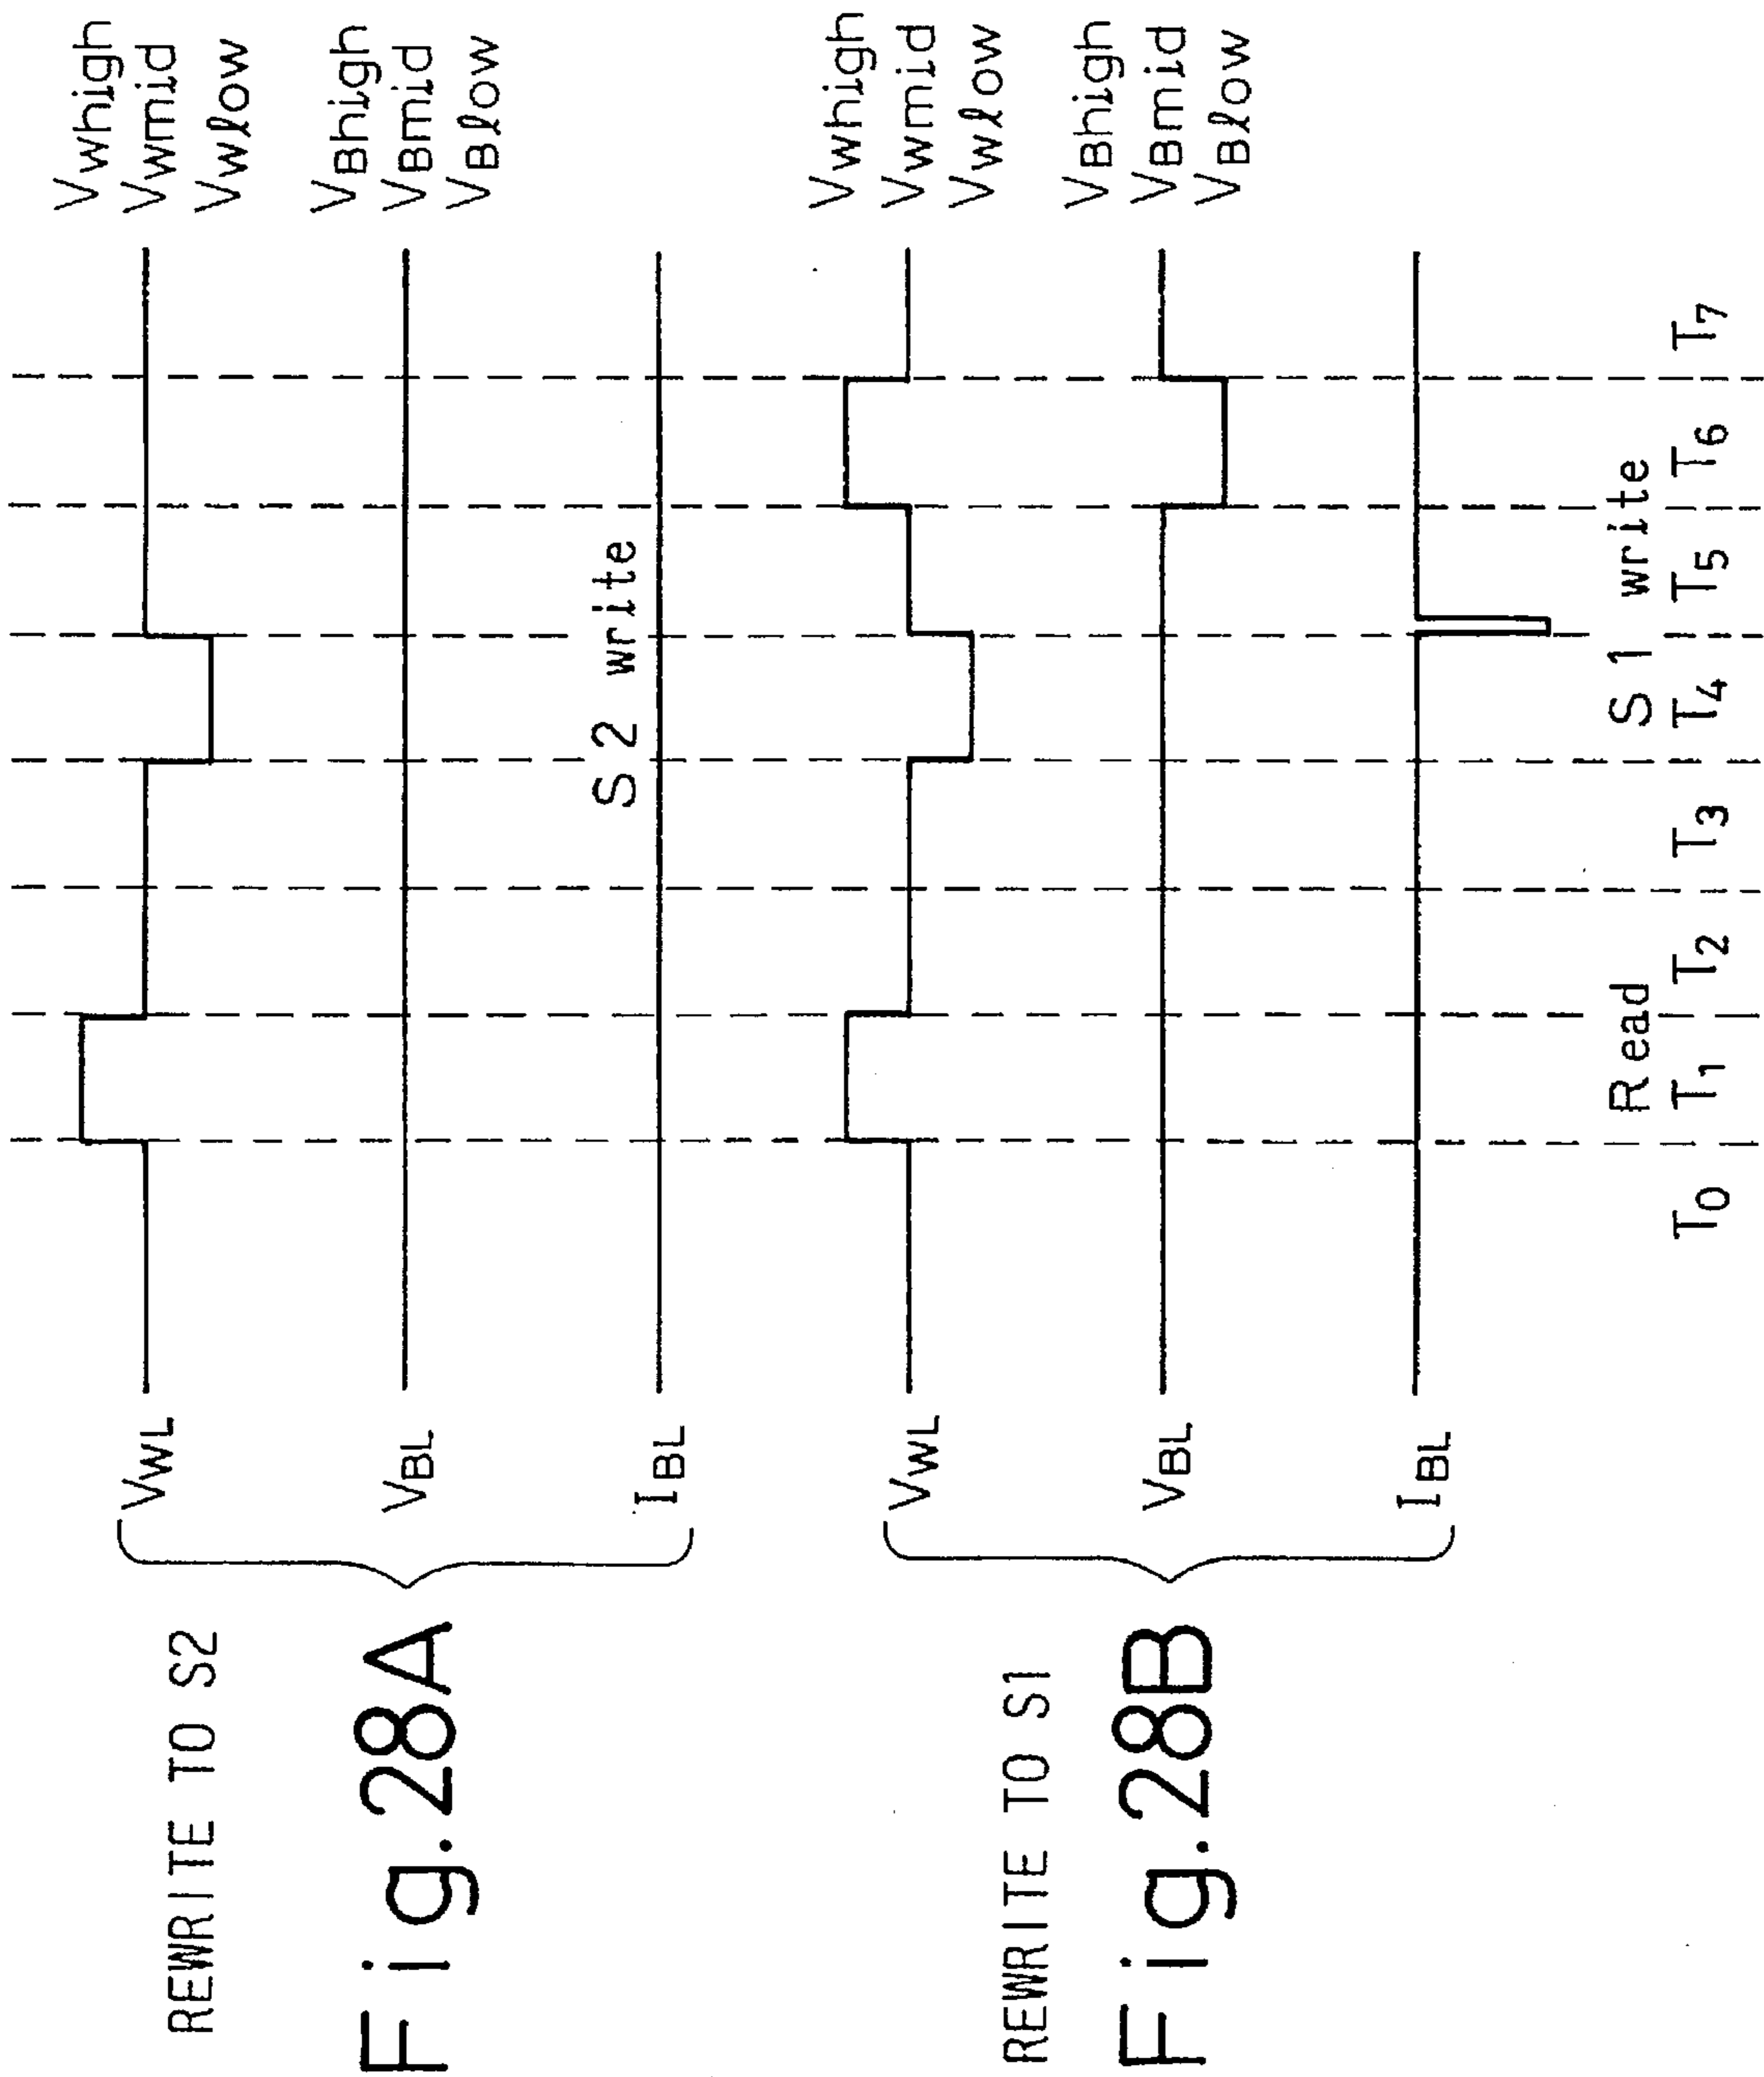 REWRITE TO S2
Fig.28A
VWL
Vwhigh
Vwmid
Vwlow
VBL
VBhigh
VBmid
VBlow
IBL
S2 write
REWRITE TO S1
Fig.28B
VWL
Vwhigh
Vwmid
Vwlow
VBL
VBhigh
VBmid
VBlow
IBL
Read S1 write
T0 T1 T2 T3 T4 T5 T6 T7